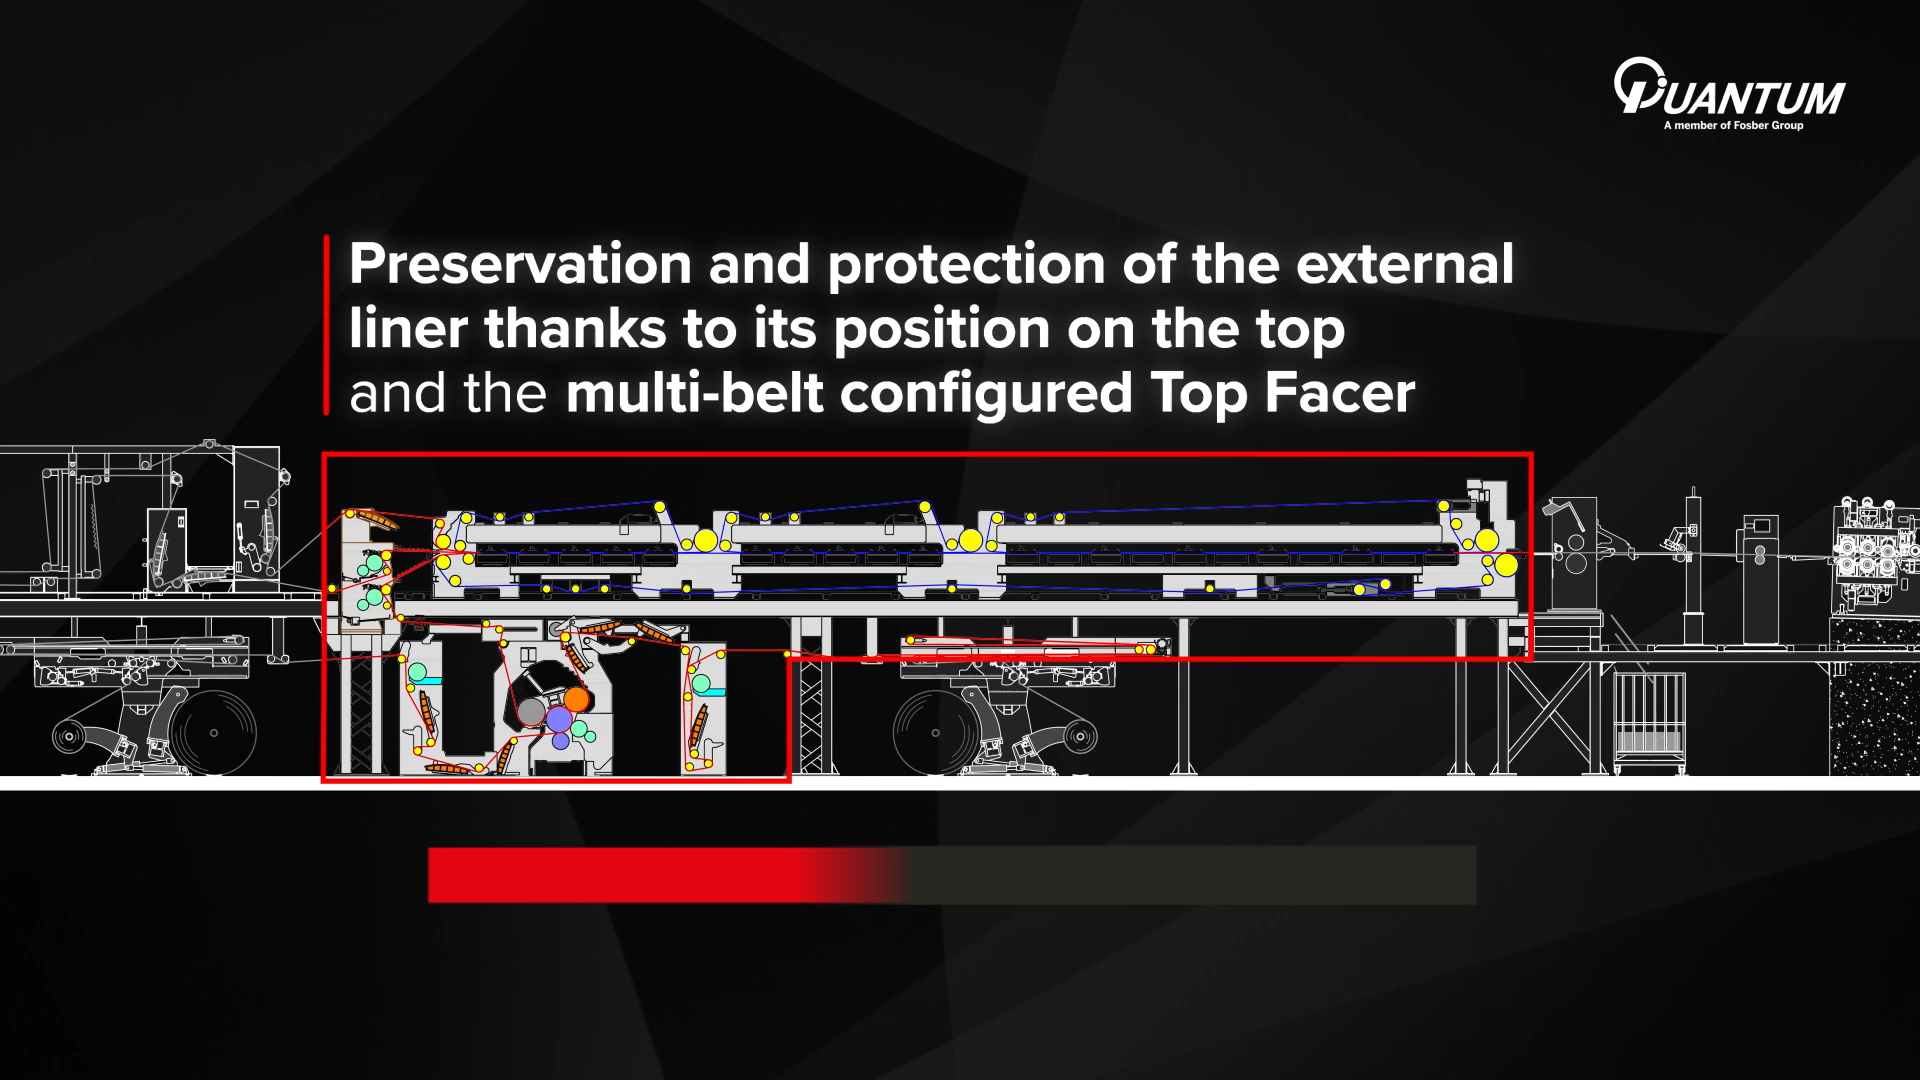 QUANTUM
A member of Fosber Group
Preservation and protection of the external
liner thanks to its position on the top
and the multi-belt configured Top Facer